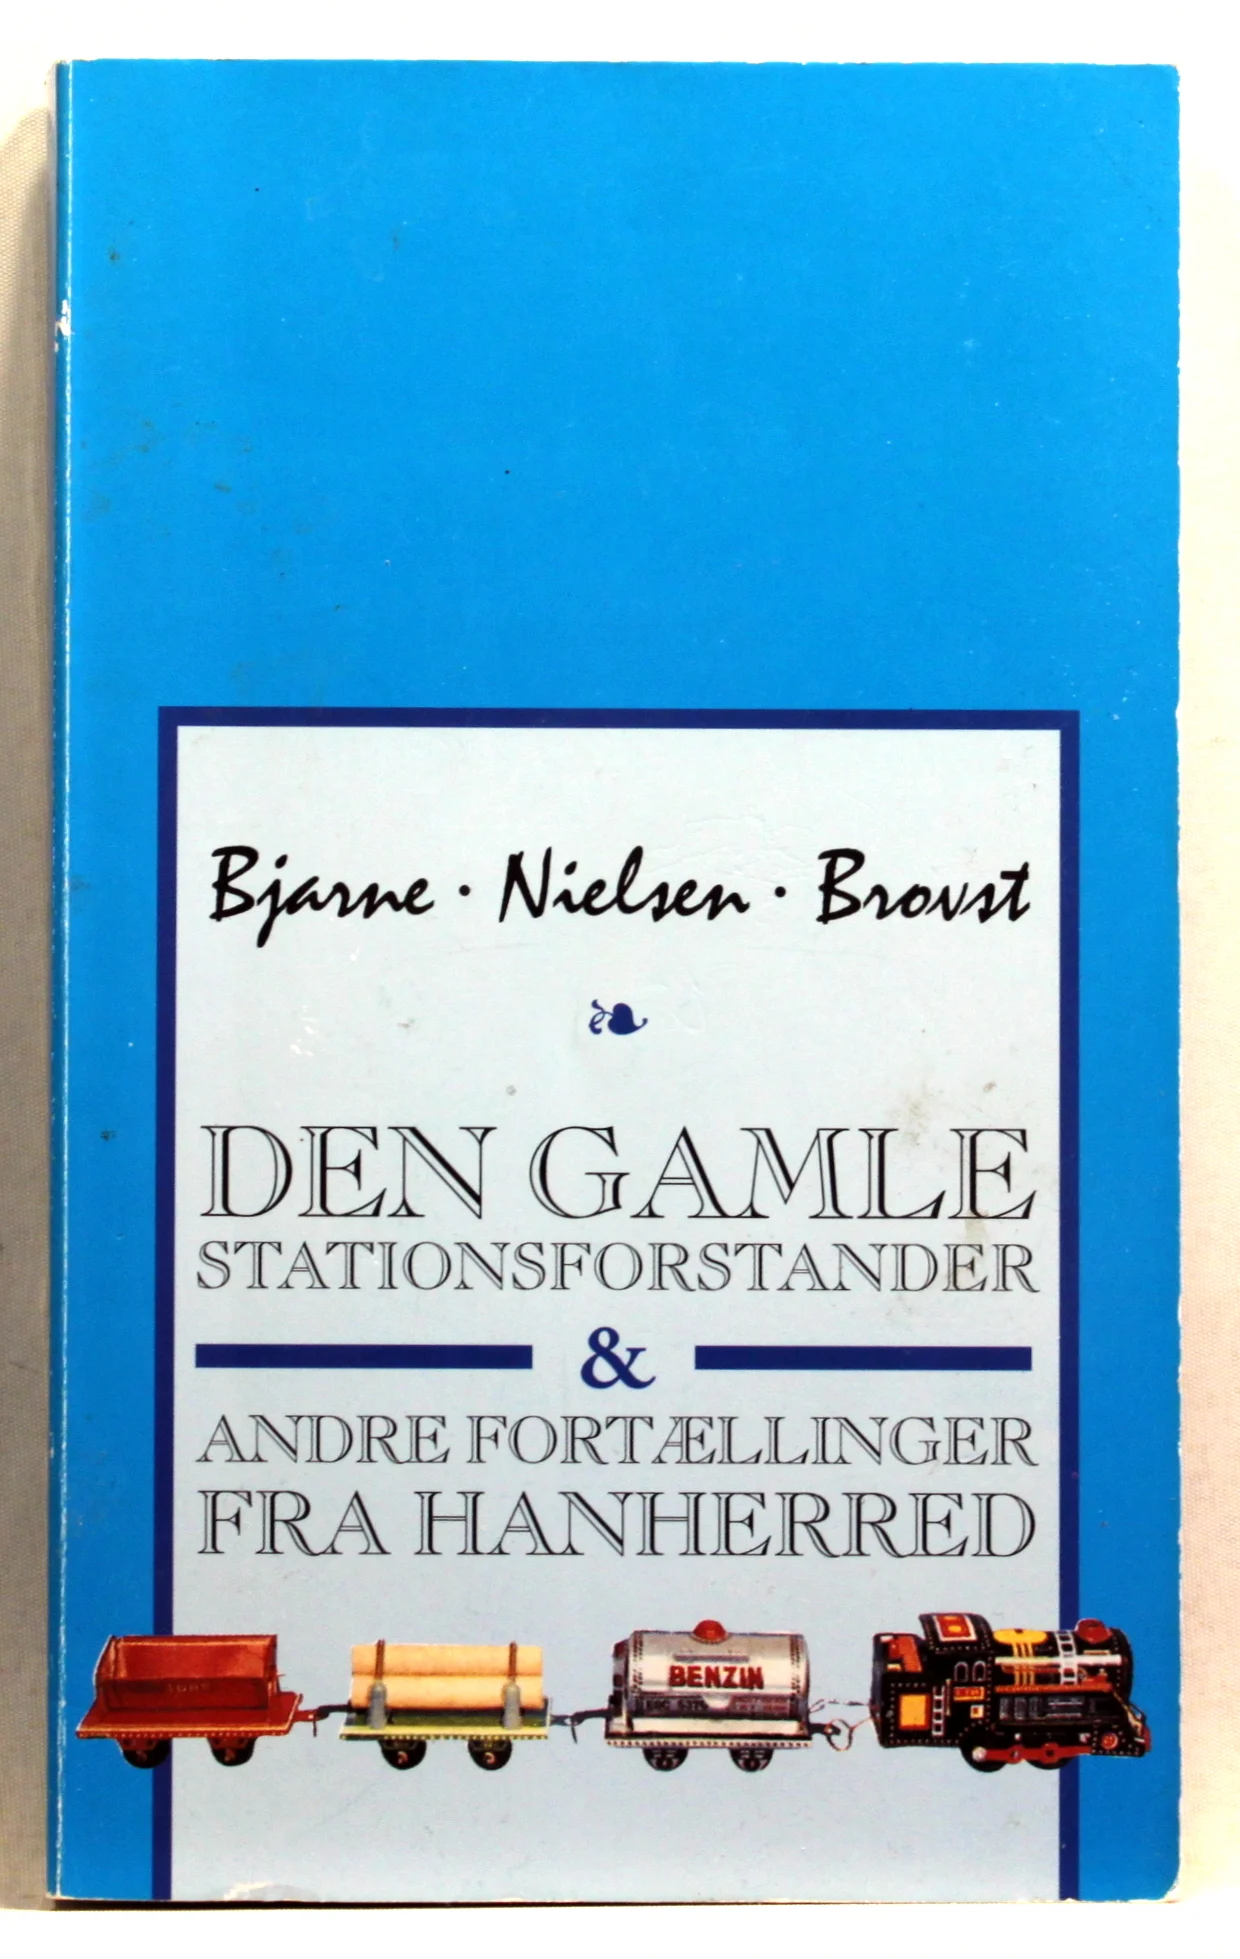 Bjarne · Nielsen · Brovst
DEN GAMLE
STATIONSFORSTANDER
&
ANDRE FORTÆLLINGER
FRA HANHERRED
BENZIN